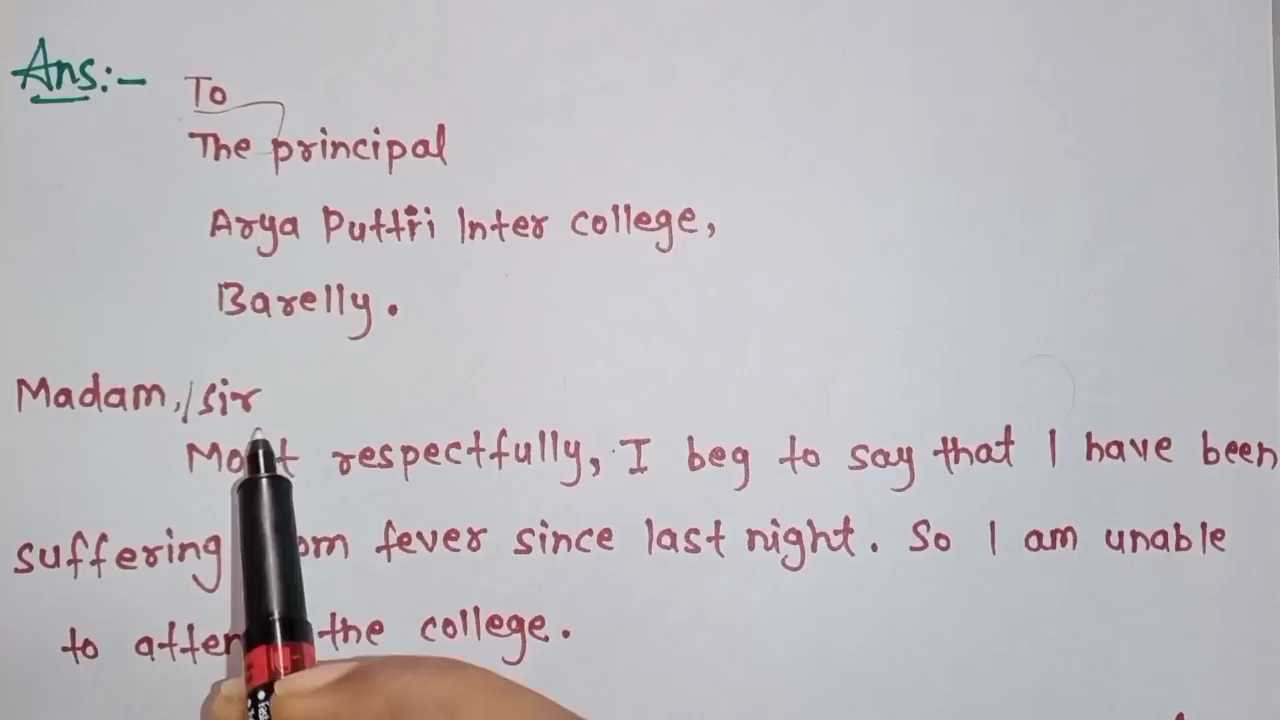 Ans:-
To
The principal
Arya Puttri Inter college,
Barelly.
Madam,/sir
respectfully, I beg to say that I have been
suffering fever since last night. So I am unable
to the college.